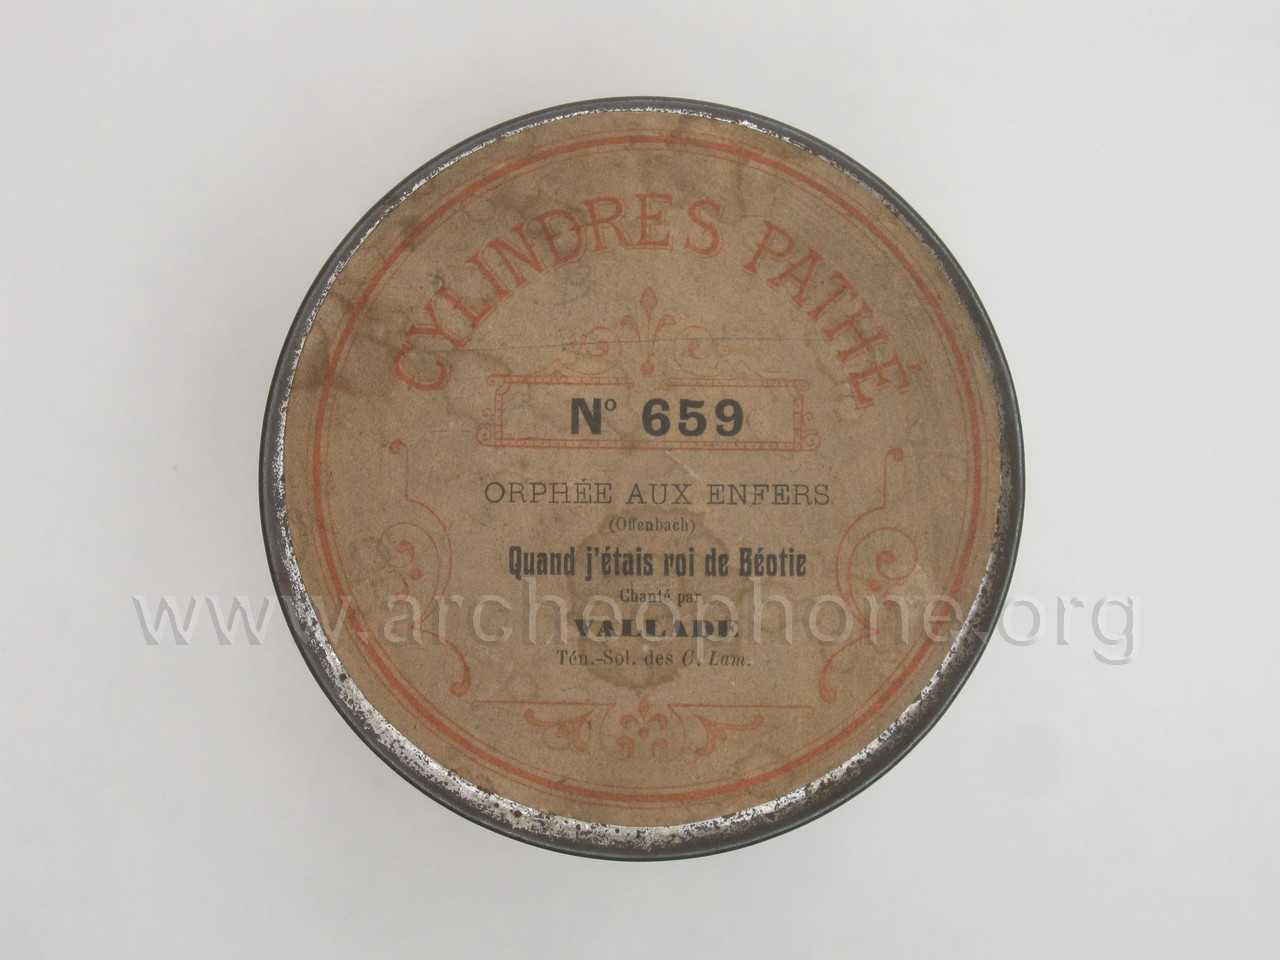 CYLINDRES PATHÉ
Nº 659
ORPHÉE AUX ENFERS
(Offenbach)
Quand j'étais roi de Béotie
Chanté par
www.archeophone.org
VALLADE
Tén.-Sol. des C. Lam.